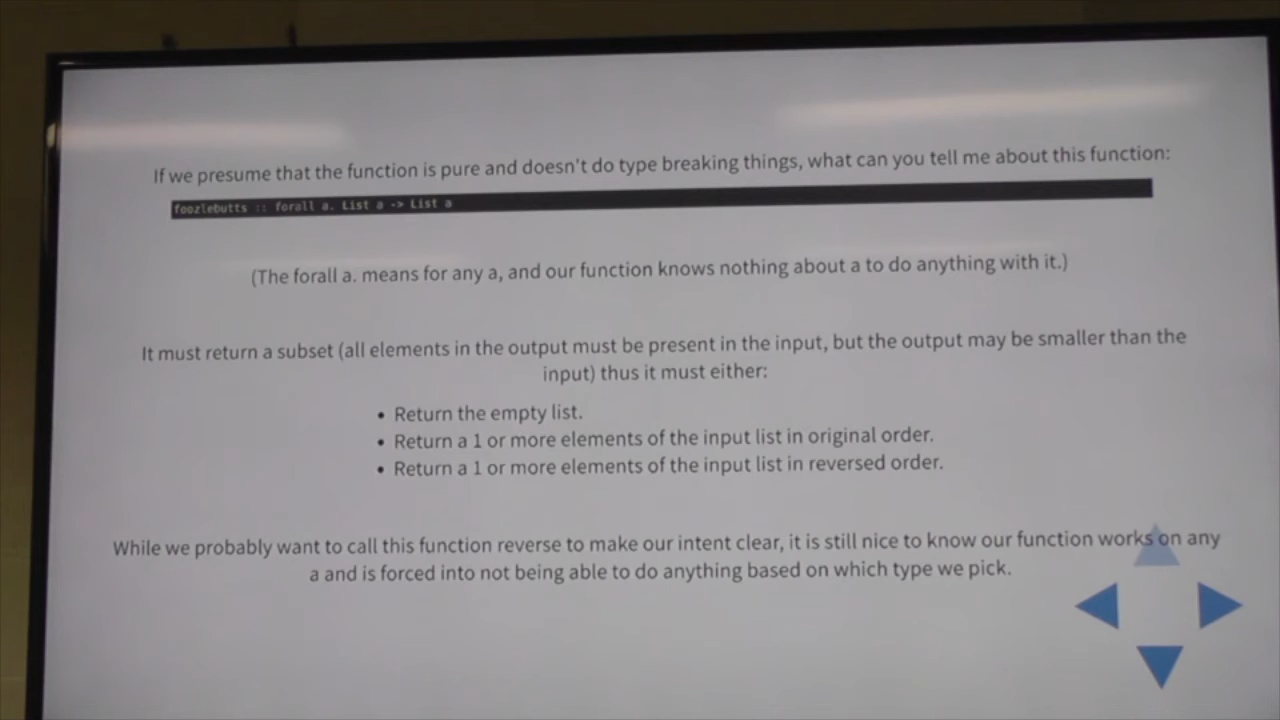 If we presume that the function is pure and doesn't do type breaking things, what can you tell me about this function:
foozlebutts :: forall a. List a -> List a
(The forall a. means for any a, and our function knows nothing about a to do anything with it.)
It must return a subset (all elements in the output must be present in the input, but the output may be smaller than the
input) thus it must either:
• Return the empty list.
• Return a 1 or more elements of the input list in original order.
• Return a 1 or more elements of the input list in reversed order.
While we probably want to call this function reverse to make our intent clear, it is still nice to know our function works on any
a and is forced into not being able to do anything based on which type we pick.